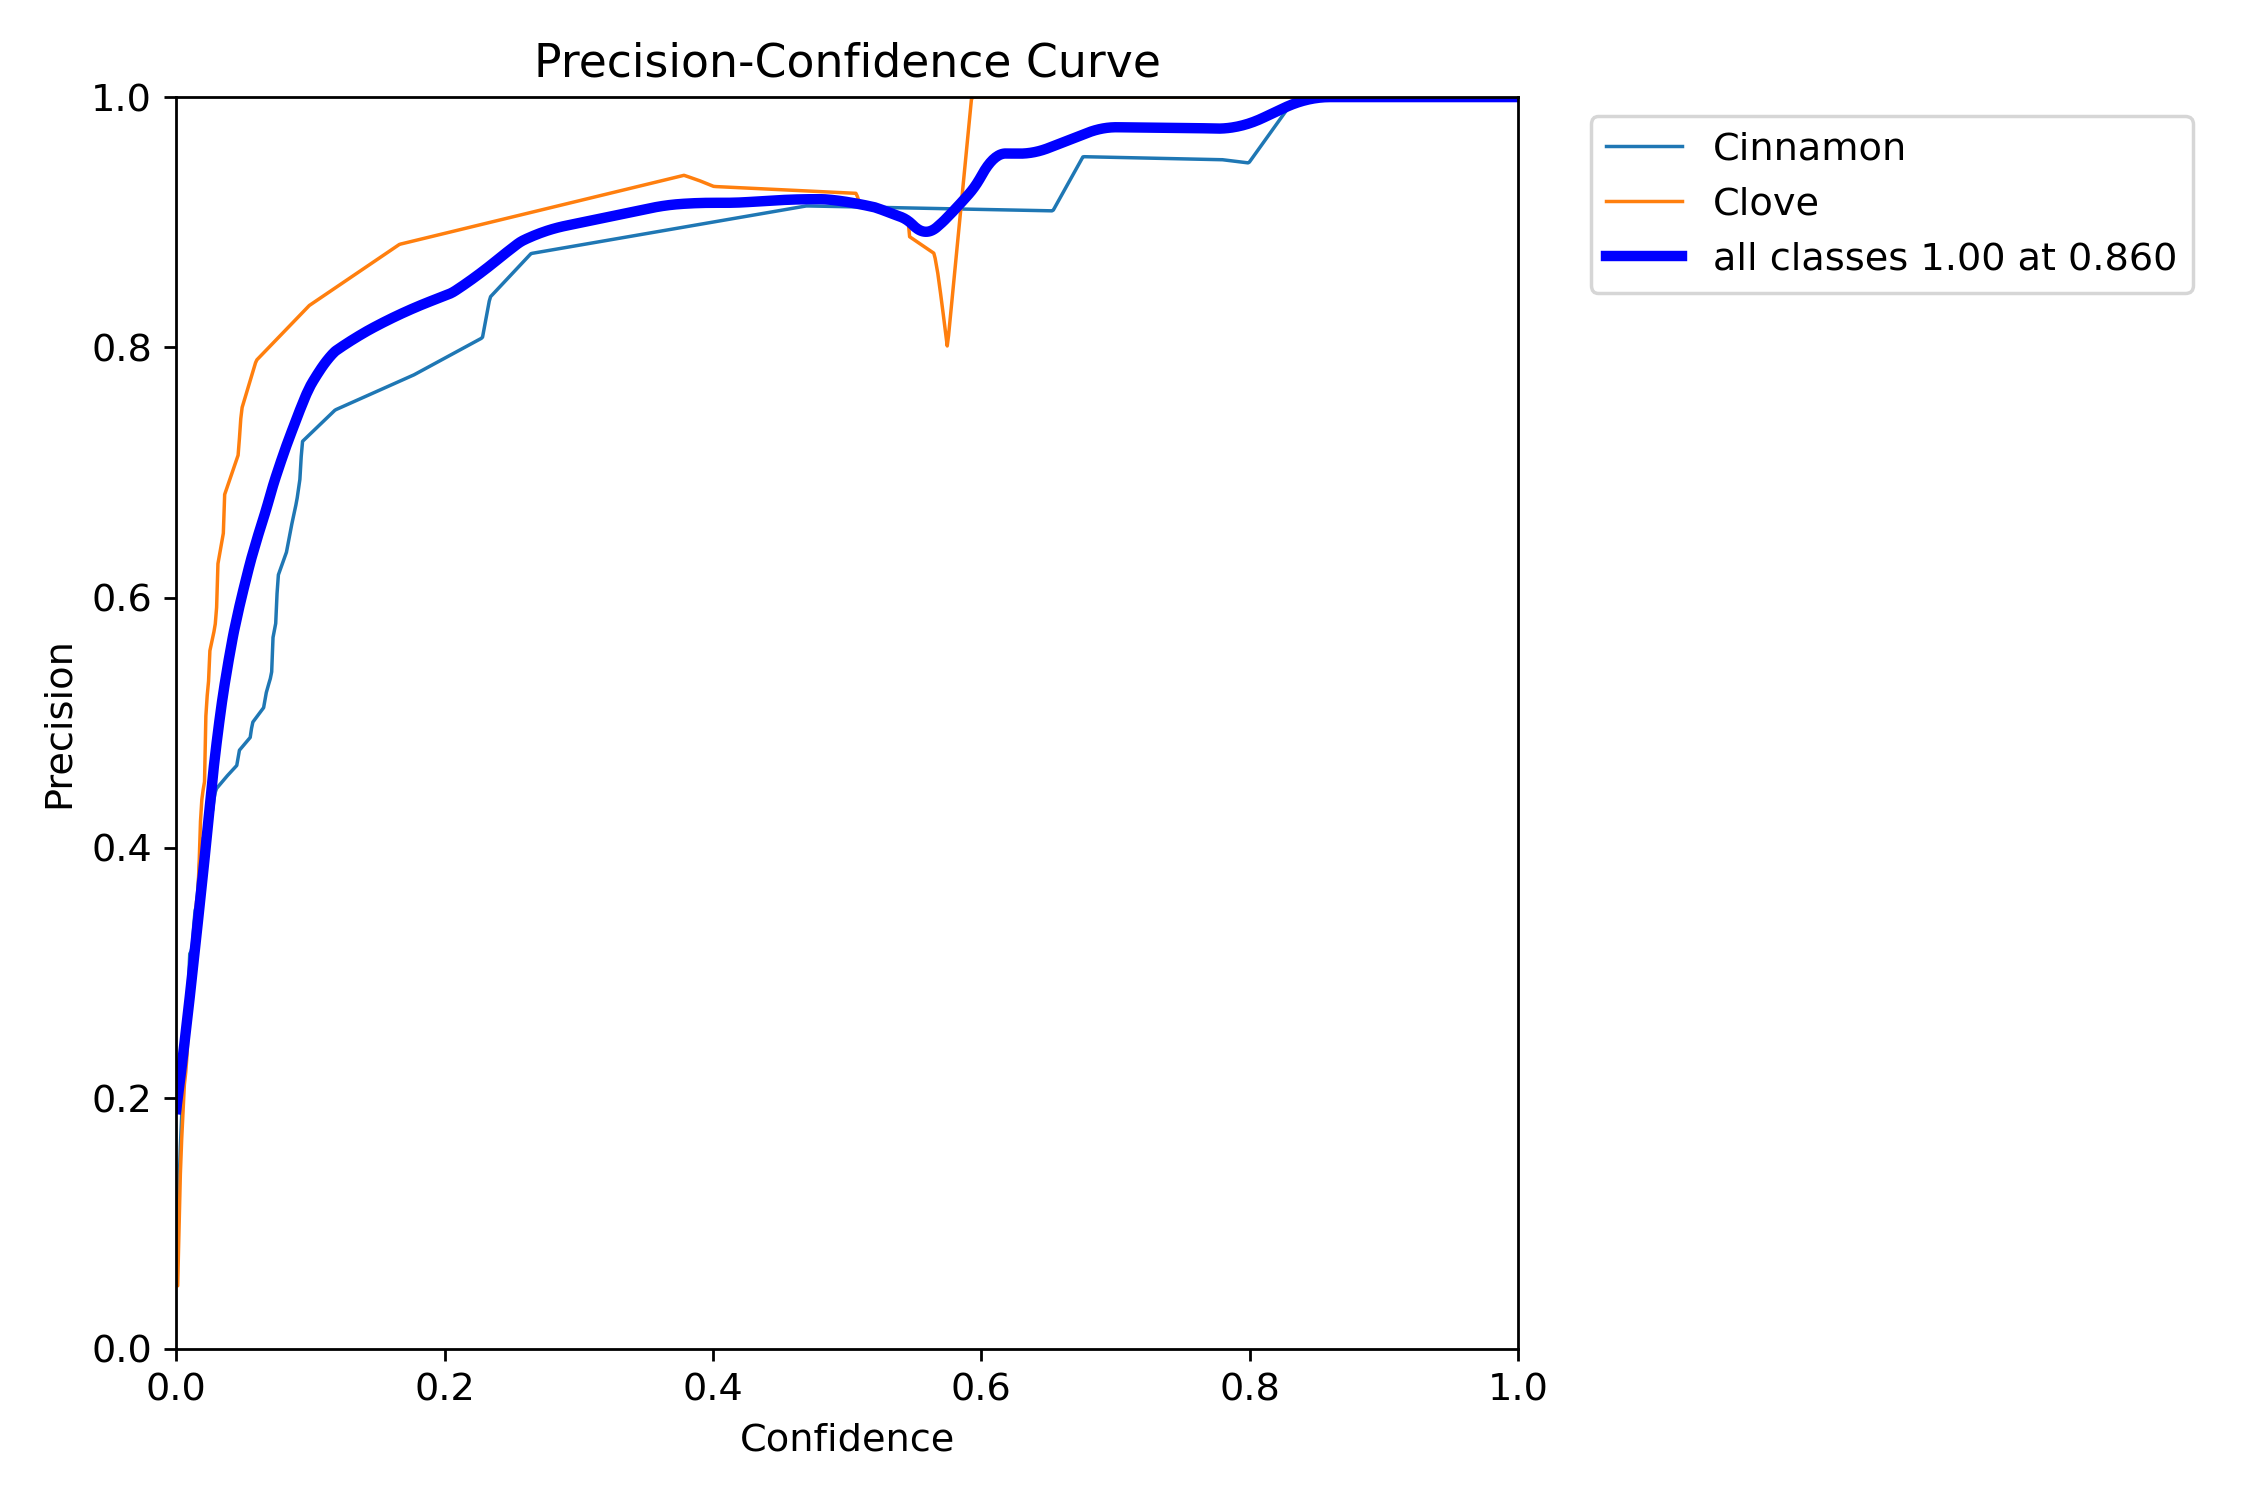 Precision-Confidence Curve
1.0
0.8
0.6
0.4
0.2
0.0
Precision
0.0 0.2 0.4 0.6 0.8 1.0
Confidence
Cinnamon
Clove
all classes 1.00 at 0.860